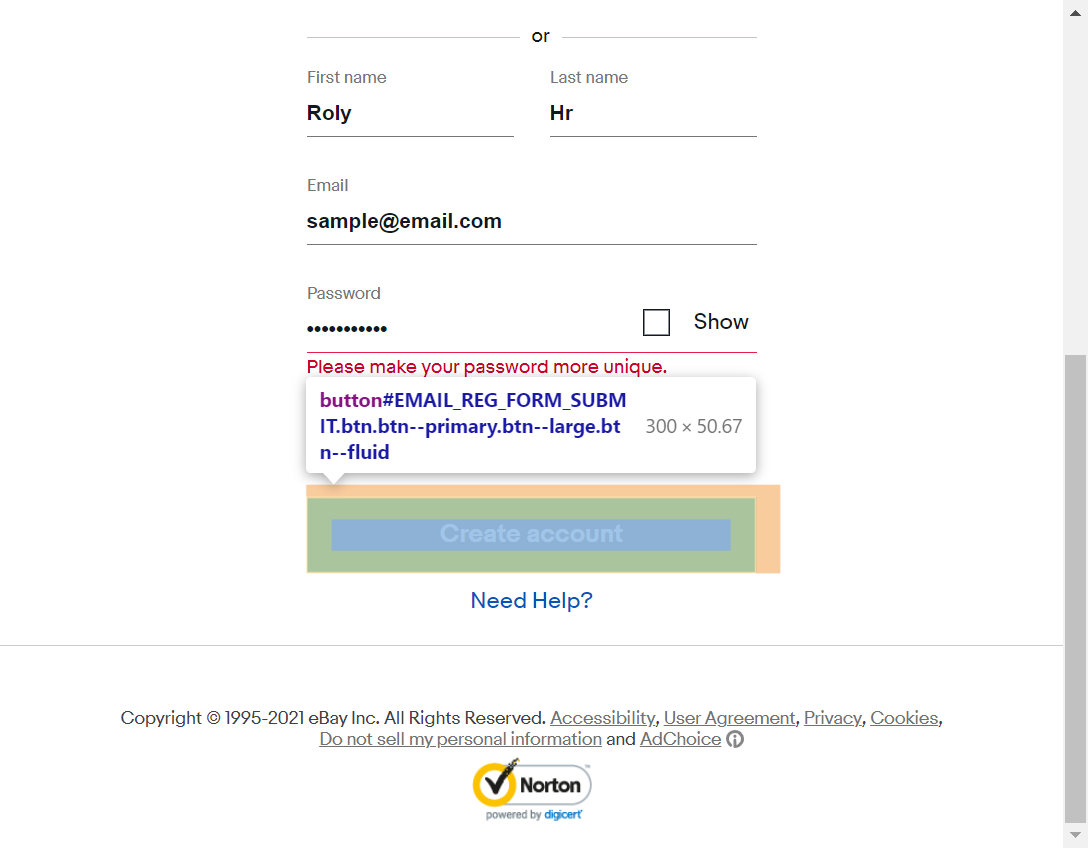 or
First name Last name
Roly Hr
Email
sample@email.com
Password
••••••••••• Show
Please make your password more unique.
button#EMAIL_REG_FORM_SUBM
IT.btn.btn--primary.btn--large.bt 300 × 50.67
n--fluid
Create account
Need Help?
Copyright © 1995-2021 eBay Inc. All Rights Reserved. Accessibility, User Agreement, Privacy, Cookies,
Do not sell my personal information and AdChoice
Norton
powered by digicert